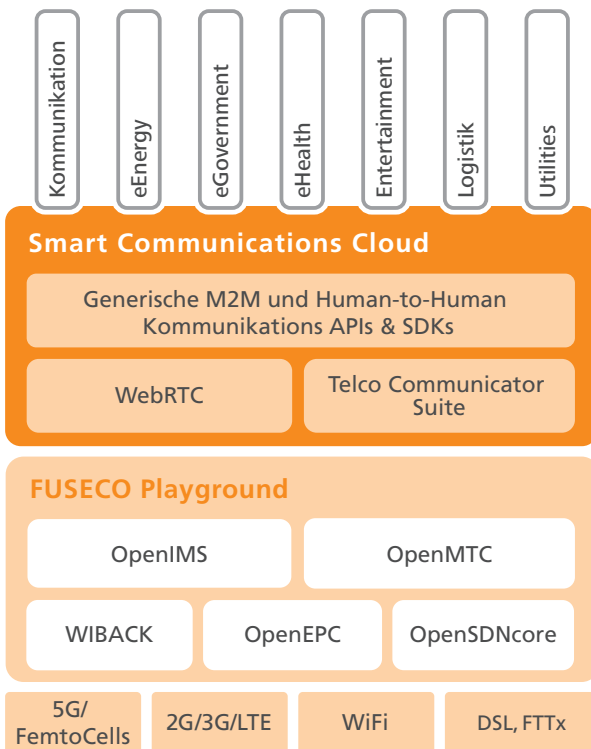 Kommunikation
eEnergy
eGovernment
eHealth
Entertainment
Logistik
Utilities
Smart Communications Cloud
Generische M2M und Human-to-Human
Kommunikations APIs & SDKs
WebRTC
Telco Communicator
Suite
FUSECO Playground
OpenIMS
OpenMTC
WIBACK
OpenEPC
OpenSDNcore
5G/
FemtoCells
2G/3G/LTE
WiFi
DSL, FTTx